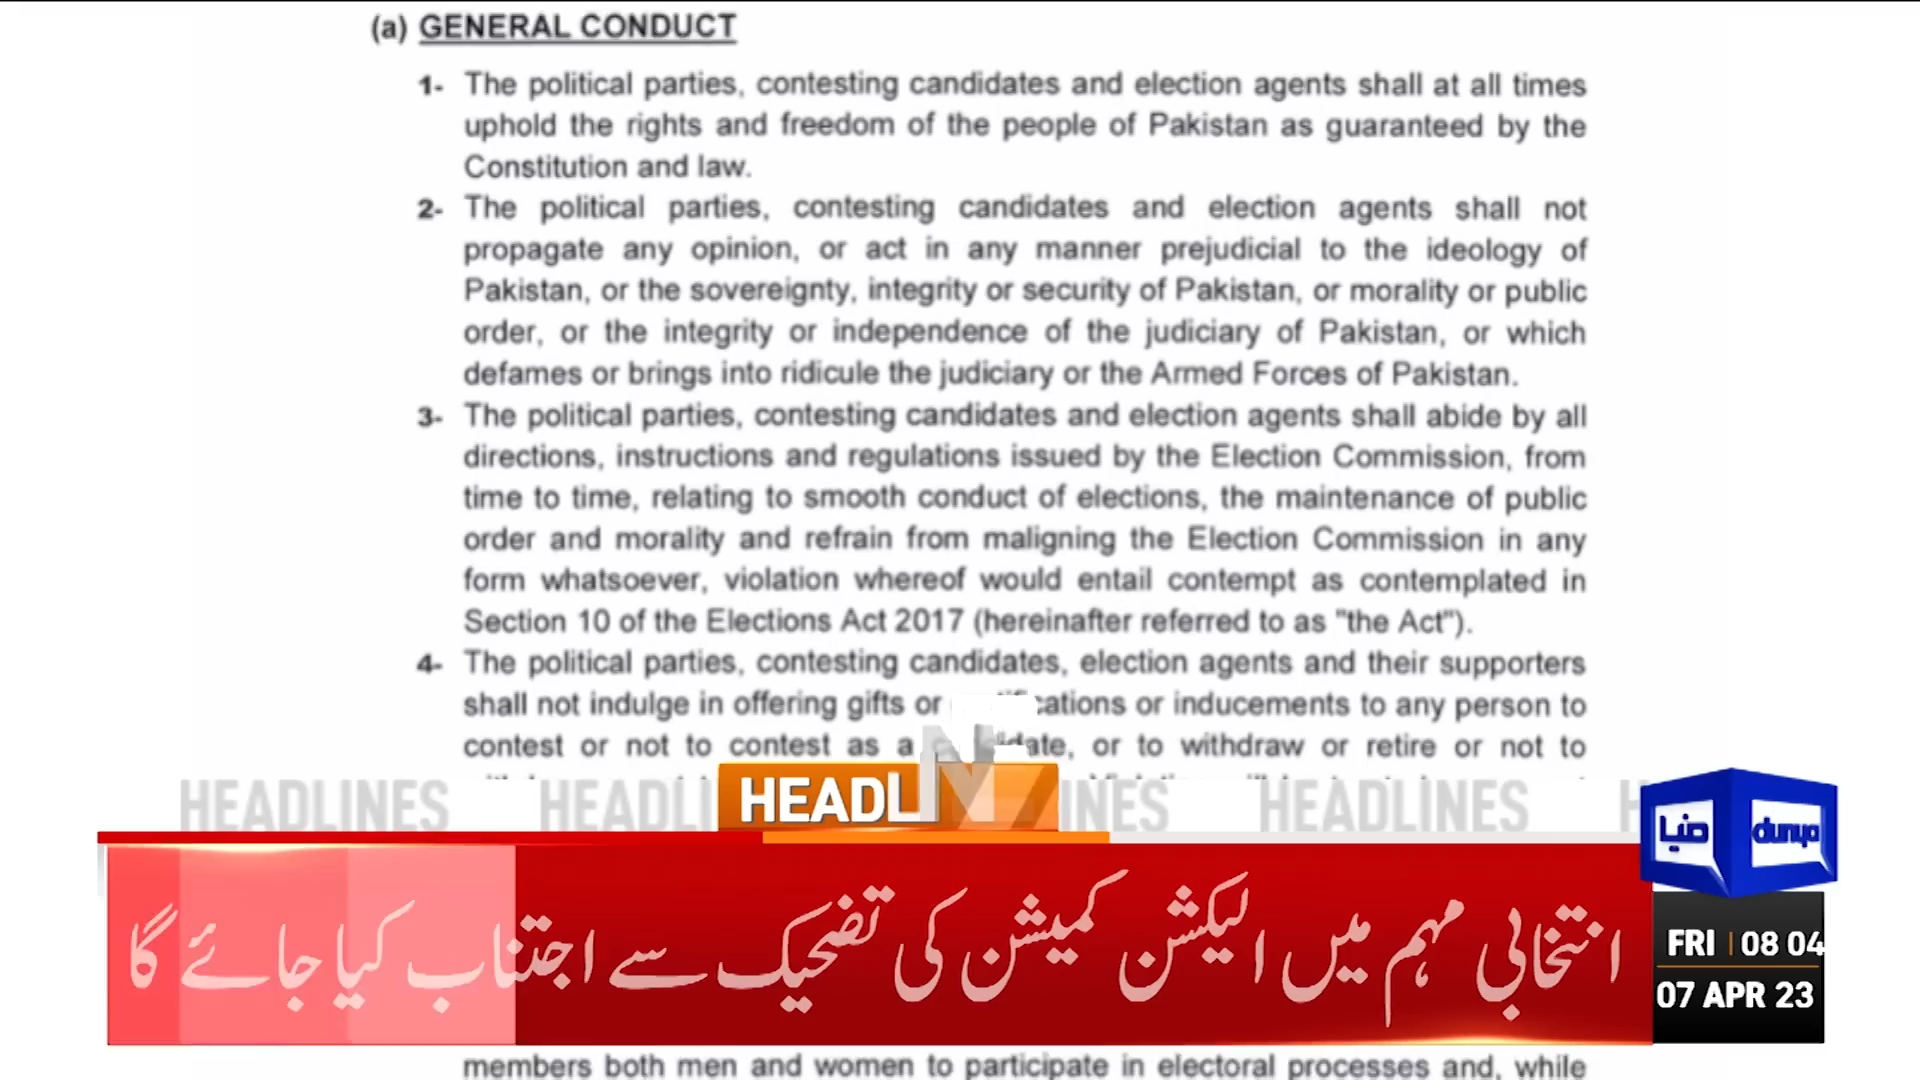 (a) GENERAL CONDUCT
1- The political parties, contesting candidates and election agents shall at all times
uphold the rights and freedom of the people of Pakistan as guaranteed by the
Constitution and law.
2- The political parties, contesting candidates and election agents shall not
propagate any opinion, or act in any manner prejudicial to the ideology of
Pakistan, or the sovereignty, integrity or security of Pakistan, or morality or public
order, or the integrity or independence of the judiciary of Pakistan, or which
defames or brings into ridicule the judiciary or the Armed Forces of Pakistan.
3- The political parties, contesting candidates and election agents shall abide by all
directions, instructions and regulations issued by the Election Commission, from
time to time, relating to smooth conduct of elections, the maintenance of public
order and morality and refrain from maligning the Election Commission in any
form whatsoever, violation whereof would entail contempt as contemplated in
Section 10 of the Elections Act 2017 (hereinafter referred to as "the Act").
4- The political parties, contesting candidates, election agents and their supporters
shall not indulge in offering gifts or or inducements to any person to
contest or not to contest as a or to withdraw or retire or not to
HEADLINES HEADLINES
HEADLIN
دنیا dunya
انتخابی مہم میں الیکشن کمیشن کی تضحیک سے اجتناب کیا جائے گا
FRI 08 04
07 APR 23
members both men and women to participate in electoral processes and, while